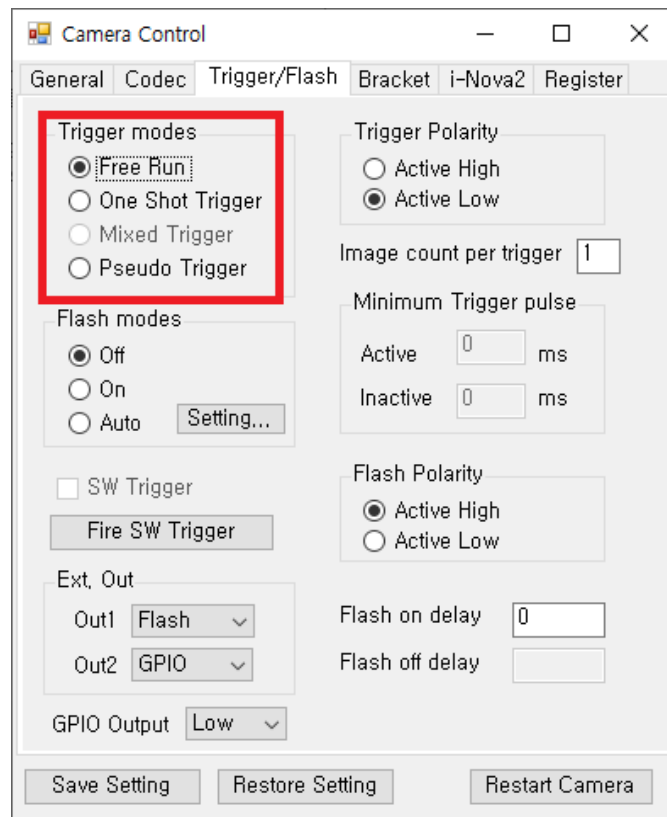 Camera Control
General Codec Trigger/Flash Bracket i-Nova2 Register
Trigger modes
Free Run
One Shot Trigger
Mixed Trigger
Pseudo Trigger
Trigger Polarity
Active High
Active Low
Image count per trigger 1
Minimum Trigger pulse
Active 0 ms
Inactive 0 ms
Flash modes
Off
On
Auto Setting...
SW Trigger
Fire SW Trigger
Flash Polarity
Active High
Active Low
Ext, Out
Out1 Flash
Out2 GPIO
Flash on delay 0
Flash off delay
GPIO Output Low
Save Setting Restore Setting Restart Camera